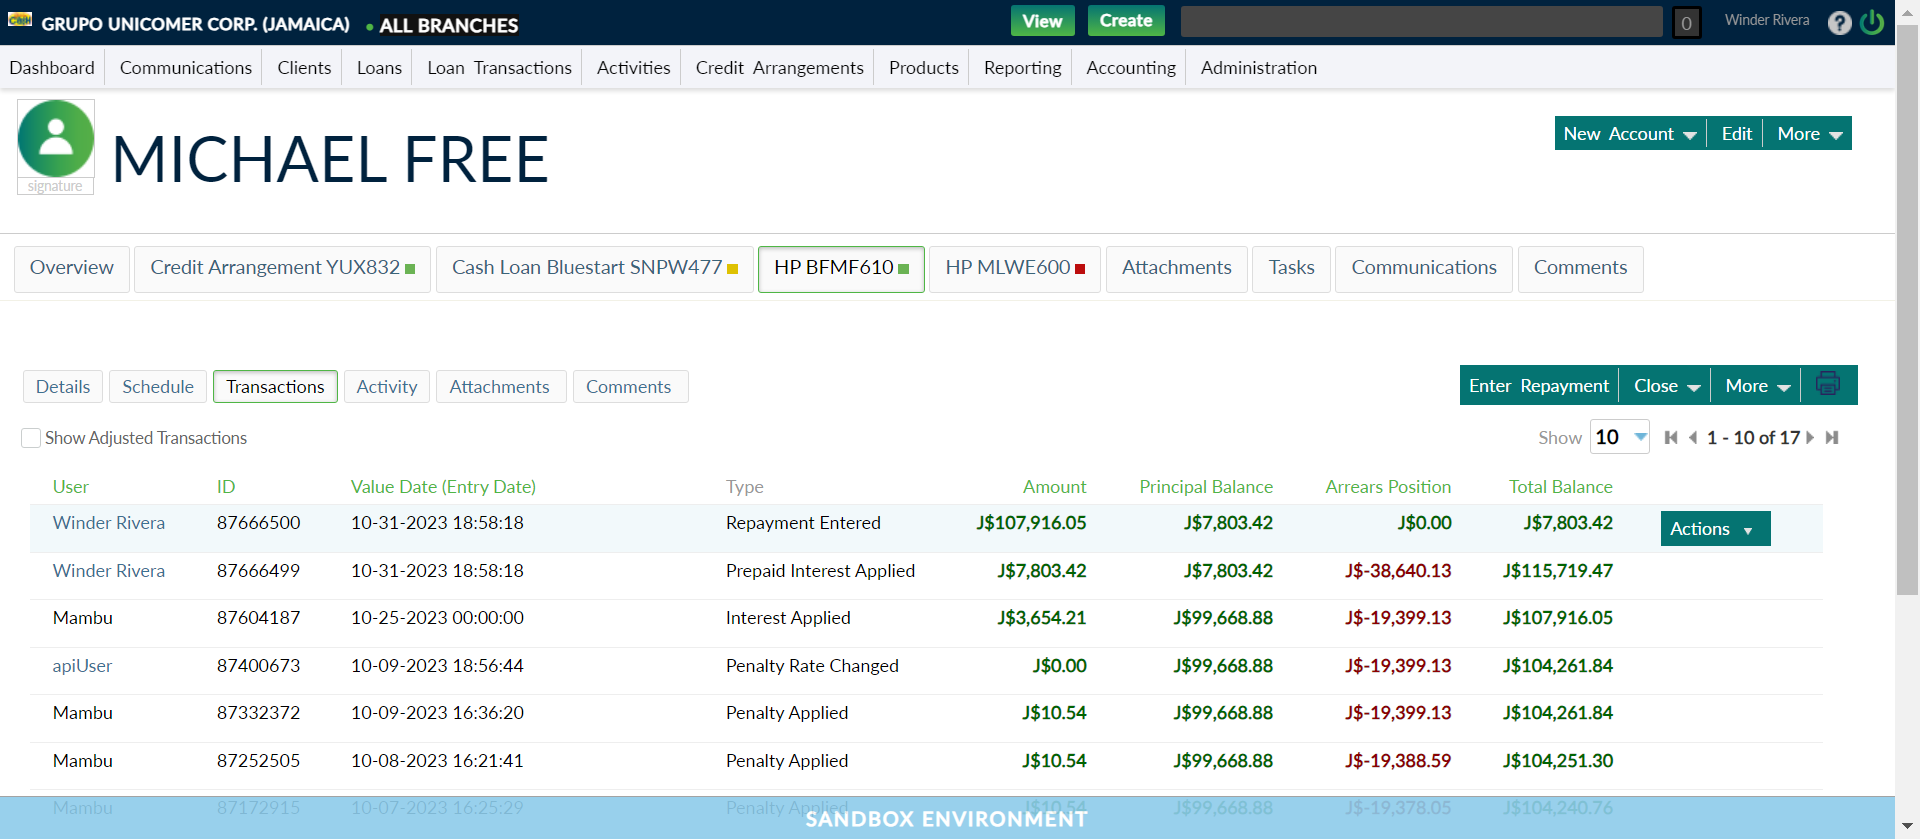 Cash GRUPO UNICOMER CORP. (JAMAICA) • ALL BRANCHES View Create 0 Winder Rivera ?
Dashboard Communications Clients Loans Loan Transactions Activities Credit Arrangements Products Reporting Accounting Administration
MICHAEL FREE
signature
New Account Edit More
Overview Credit Arrangement YUX832 Cash Loan Bluestart SNPW477 HP BFMF610 HP MLWE600 Attachments Tasks Communications Comments
Details Schedule Transactions Activity Attachments Comments Enter Repayment Close More
Show Adjusted Transactions Show 10 1 - 10 of 17
User ID Value Date (Entry Date) Type Amount Principal Balance Arrears Position Total Balance
Winder Rivera 87666500 10-31-2023 18:58:18 Repayment Entered J$107,916.05 J$7,803.42 J$0.00 J$7,803.42 Actions
Winder Rivera 87666499 10-31-2023 18:58:18 Prepaid Interest Applied J$7,803.42 J$7,803.42 J$-38,640.13 J$115,719.47
Mambu 87604187 10-25-2023 00:00:00 Interest Applied J$3,654.21 J$99,668.88 J$-19,399.13 J$107,916.05
apiUser 87400673 10-09-2023 18:56:44 Penalty Rate Changed J$0.00 J$99,668.88 J$-19,399.13 J$104,261.84
Mambu 87332372 10-09-2023 16:36:20 Penalty Applied J$10.54 J$99,668.88 J$-19,399.13 J$104,261.84
Mambu 87252505 10-08-2023 16:21:41 Penalty Applied J$10.54 J$99,668.88 J$-19,388.59 J$104,251.30
Mambu 87172915 10-07-2023 16:25:29 Penalty Applied J$10.54 J$99,668.88 J$-19,378.05 J$104,240.76
SANDBOX ENVIRONMENT